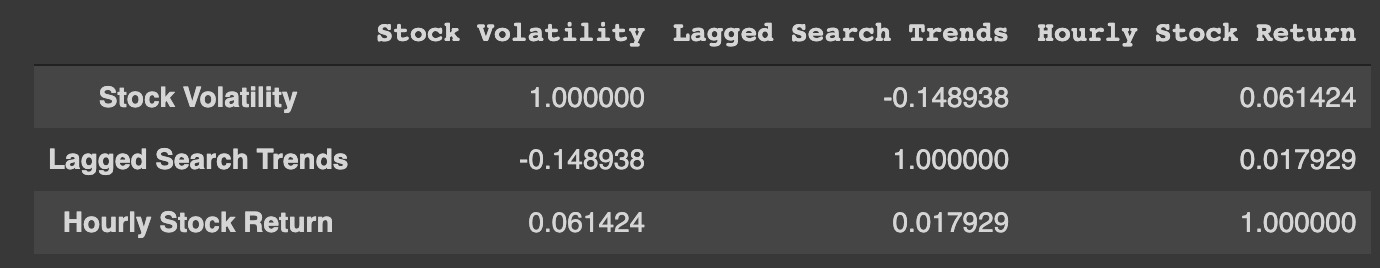 Stock Volatility Lagged Search Trends Hourly Stock Return
Stock Volatility 1.000000 -0.148938 0.061424
Lagged Search Trends -0.148938 1.000000 0.017929
Hourly Stock Return 0.061424 0.017929 1.000000